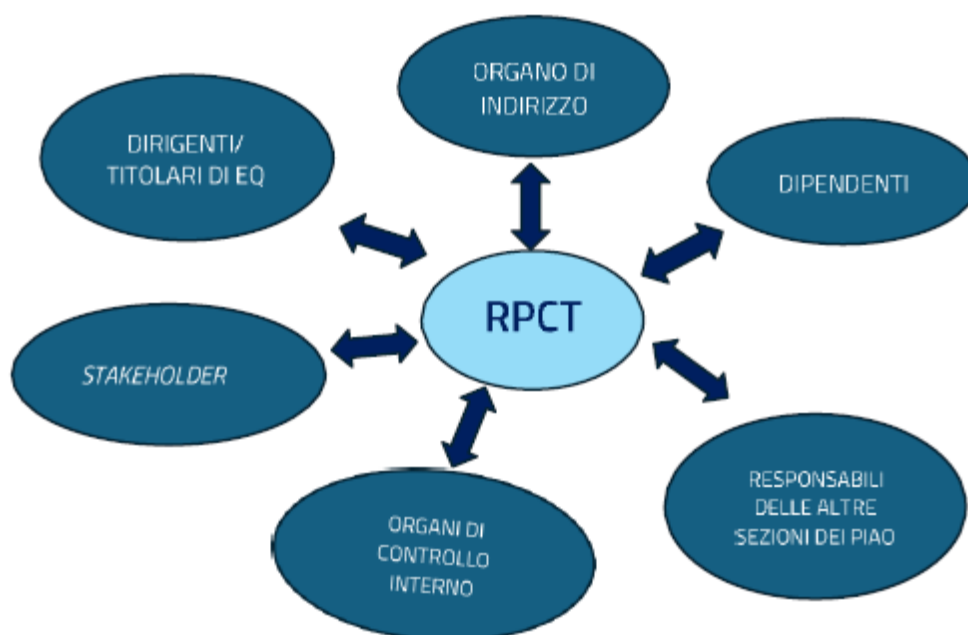 ORGANO DI
INDIRIZZO
DIRIGENTI/
TITOLARI DI EQ
DIPENDENTI
RPCT
STAKEHOLDER
RESPONSABILI
DELLE ALTRE
SEZIONI DEI PIAO
ORGANI DI
CONTROLLO
INTERNO